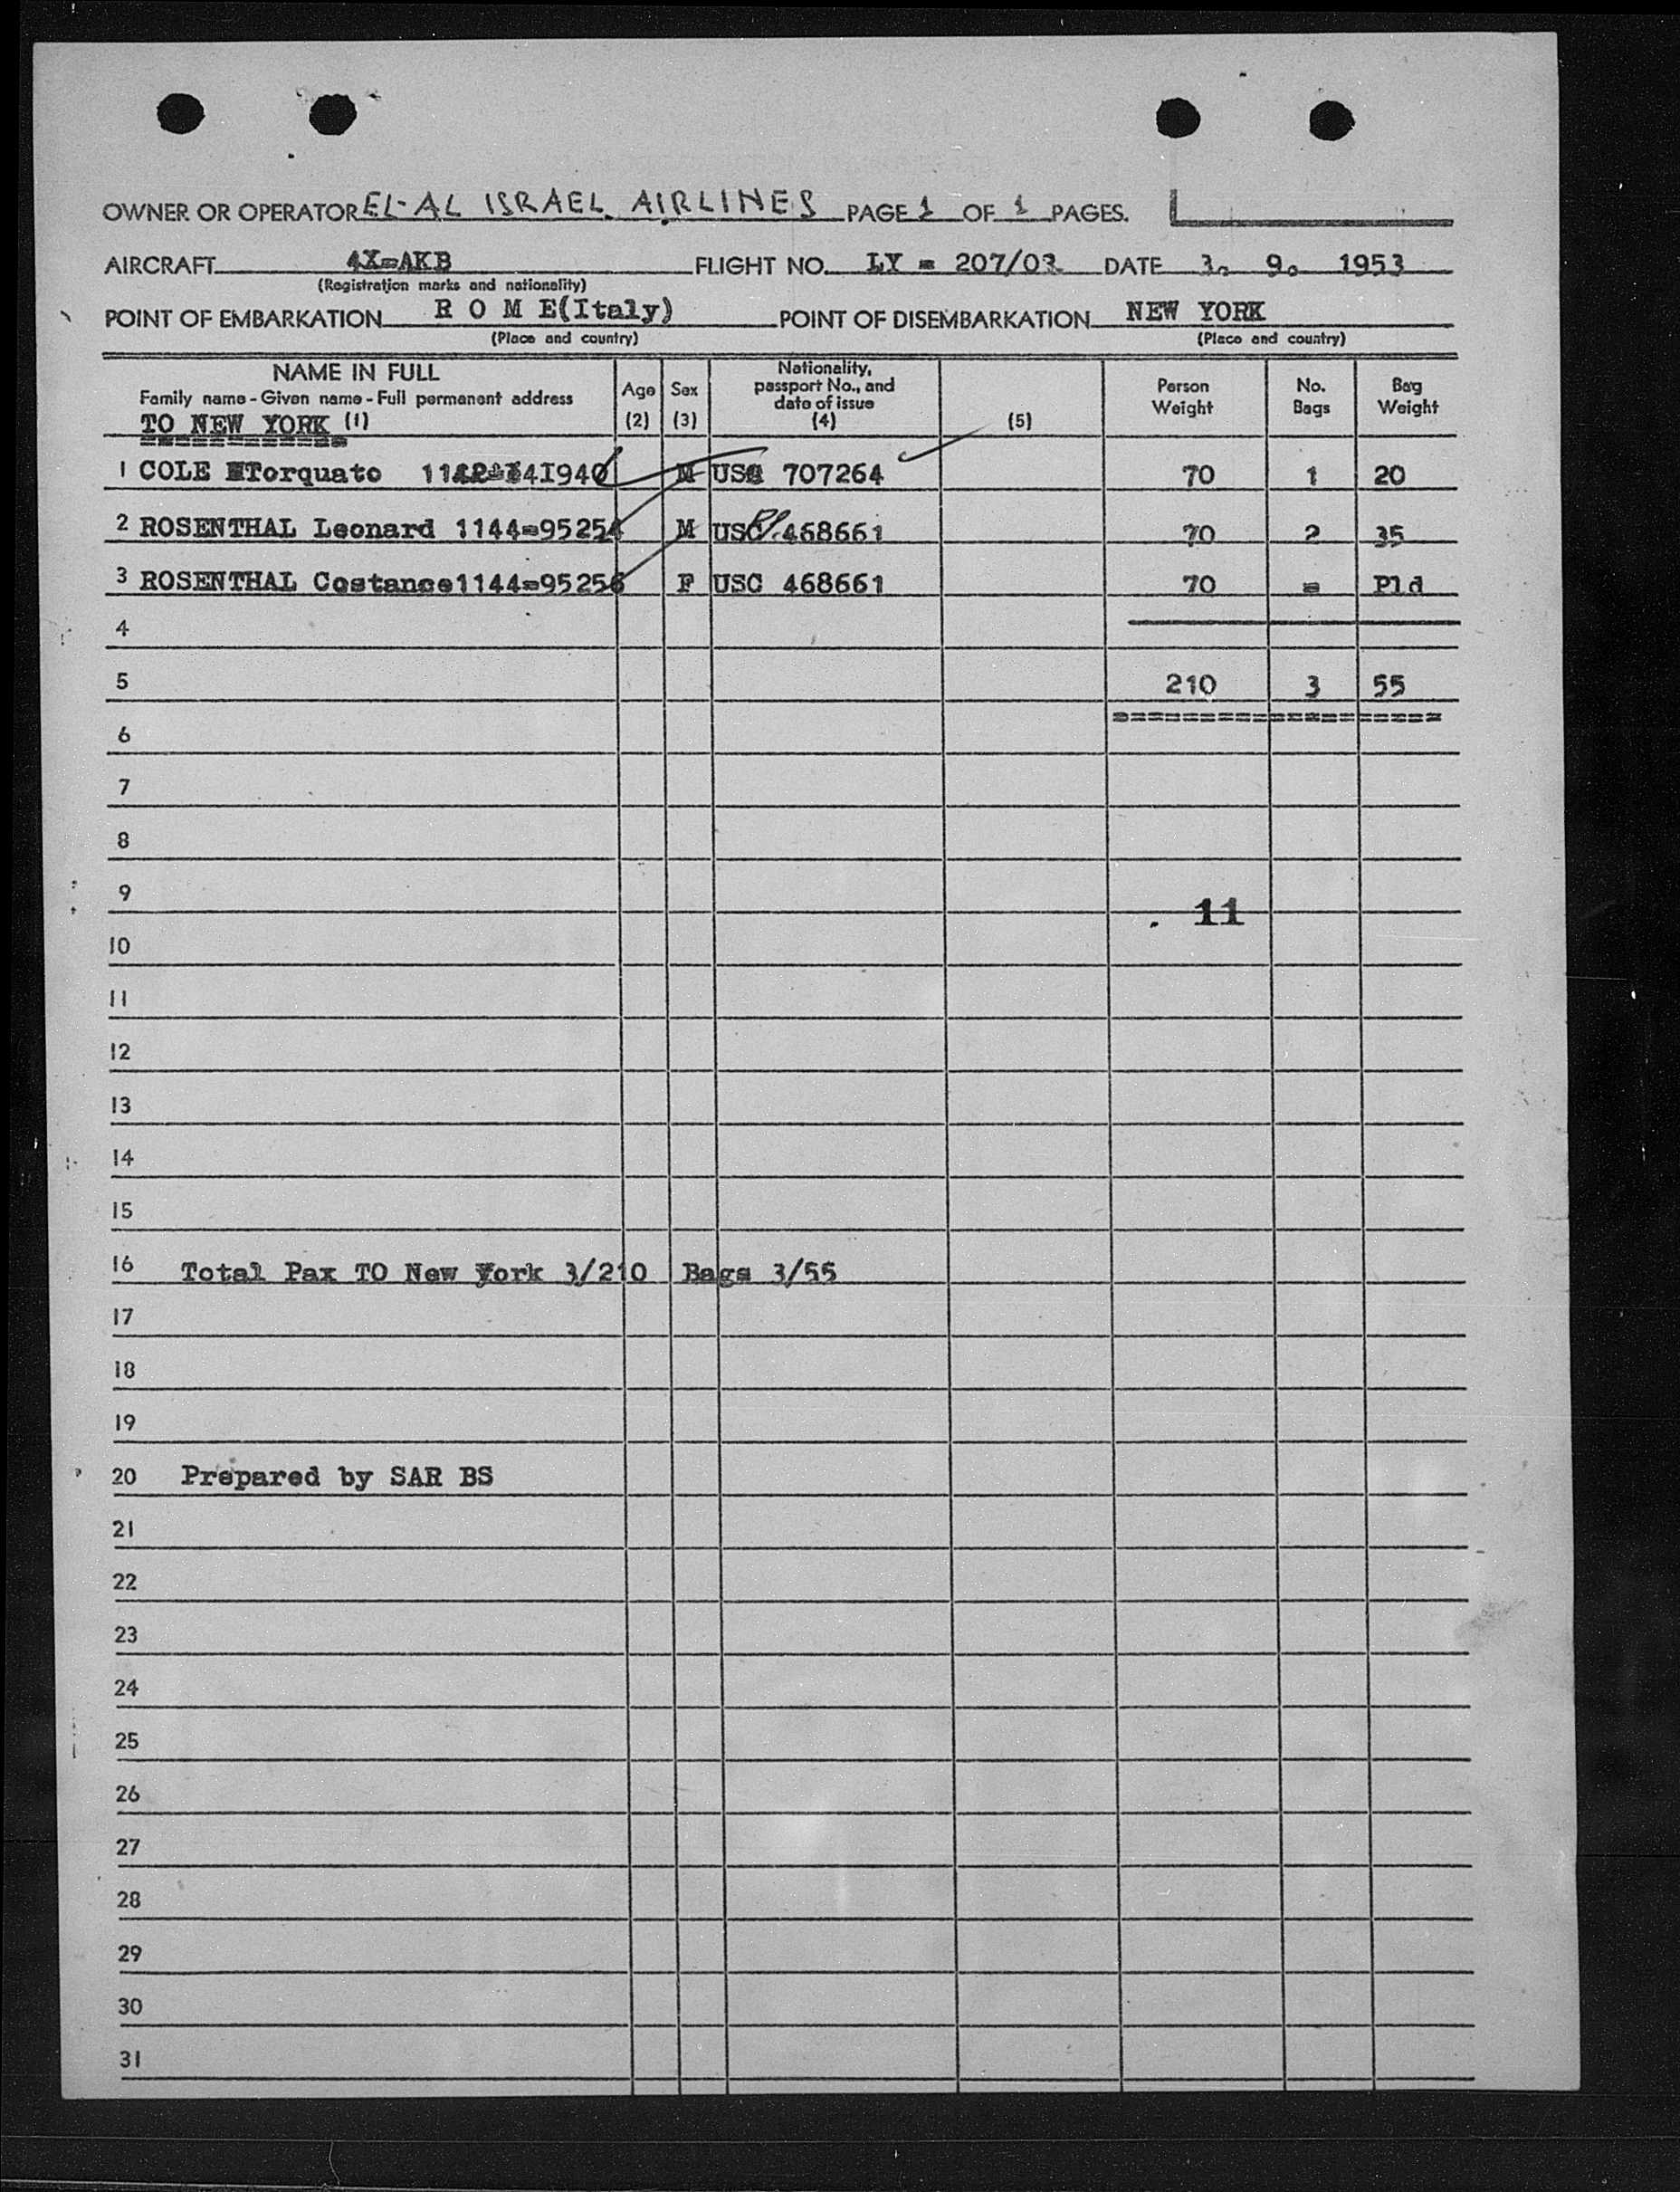 OWNER OR OPERATOR EL-AL ISRAEL AIRLINES PAGE 1 OF 1 PAGES.
AIRCRAFT 4X=AKB FLIGHT NO. LY = 207/03 DATE 3. 9. 1953
(Registration marks and nationality)
POINT OF EMBARKATION R O M E(Italy) POINT OF DISEMBARKATION NEW YORK
(Place and country) (Place and country)
NAME IN FULL
Family name - Given name - Full permanent address
TO NEW YORK (1)
============
Age
(2)
Sex
(3)
Nationality,
passport No., and
date of issue
(4)
(5)
Person
Weight
No.
Bags
Bag
Weight
1 COLE Torquato M USC 707264 70 1 20
2 ROSENTHAL Leonard 1144=95254 M USC 468661 70 2 35
3 ROSENTHAL Costance1144=95256 F USC 468661 70 = Pld
4
5 210 3 55
===================
6
7
8
9
11
10
11
12
13
14
15
16 Total Pax TO New York 3/210 Bags 3/55
17
18
19
20 Prepared by SAR BS
21
22
23
24
25
26
27
28
29
30
31